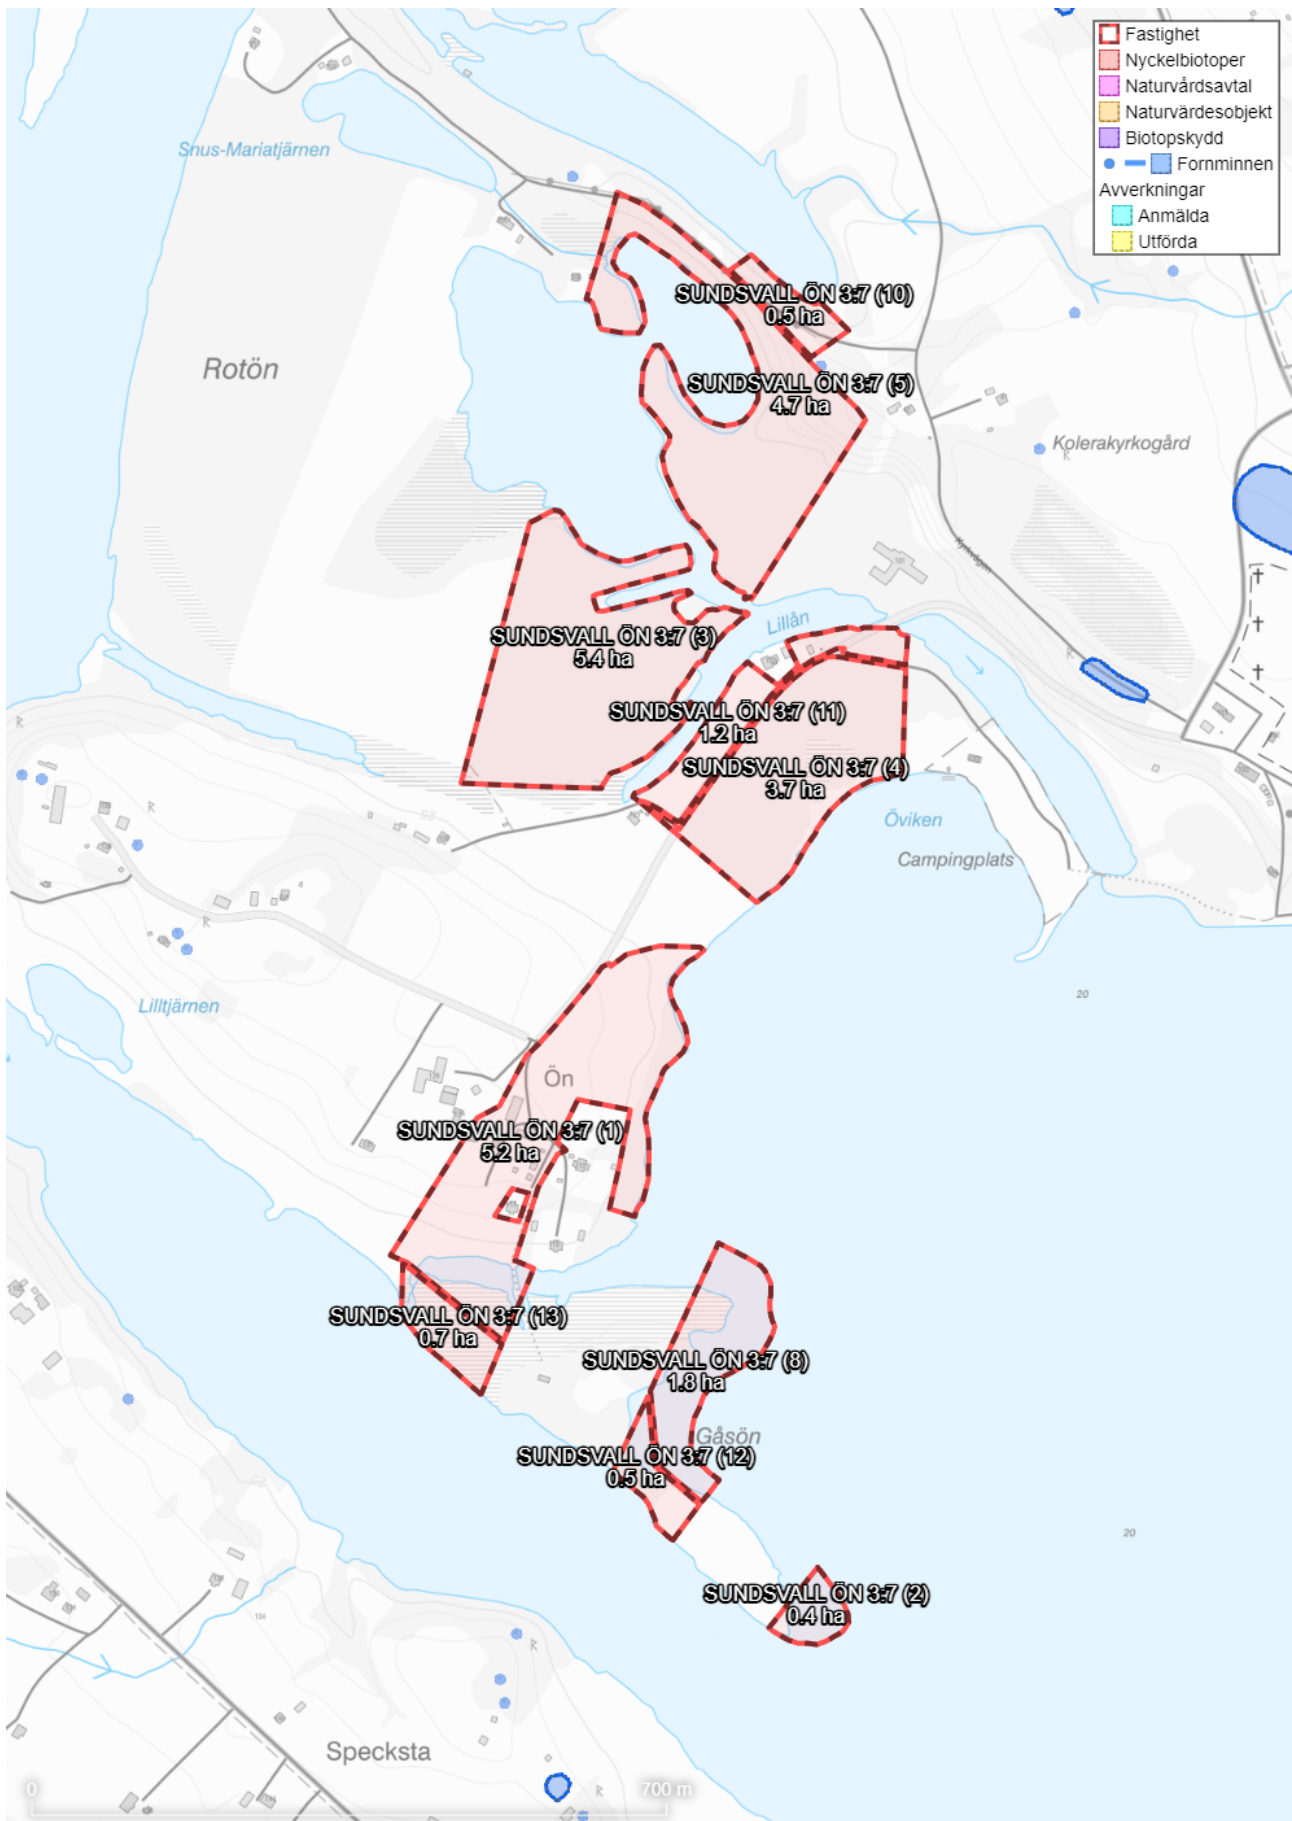 Fastighet
Nyckelbiotoper
Naturvårdsavtal
Naturvärdesobjekt
Biotopskydd
Fornminnen
Avverkningar
Anmälda
Utförda
Snus-Mariatjärnen
SUNDSVALL ÖN 3:7 (10)
0.5 ha
Rotön
SUNDSVALL ÖN 3:7 (5)
4.7 ha
Kolerakyrkogård
R
Kyrkvägen
101
Lillån
SUNDSVALL ÖN 3:7 (3)
5.4 ha
R
SUNDSVALL ÖN 3:7 (11)
1.2 ha
R
SUNDSVALL ÖN 3:7 (4)
3.7 ha
R
Öviken
Campingplats
R
R
Lilltjärnen
20
Ön
SUNDSVALL ÖN 3:7 (1)
5.2 ha
SUNDSVALL ÖN 3:7 (13)
0.7 ha
SUNDSVALL ÖN 3:7 (8)
1.8 ha
Gåsön
SUNDSVALL ÖN 3:7 (12)
0.5 ha
20
SUNDSVALL ÖN 3:7 (2)
0.4 ha
134
R
Specksta
0
700 m
R